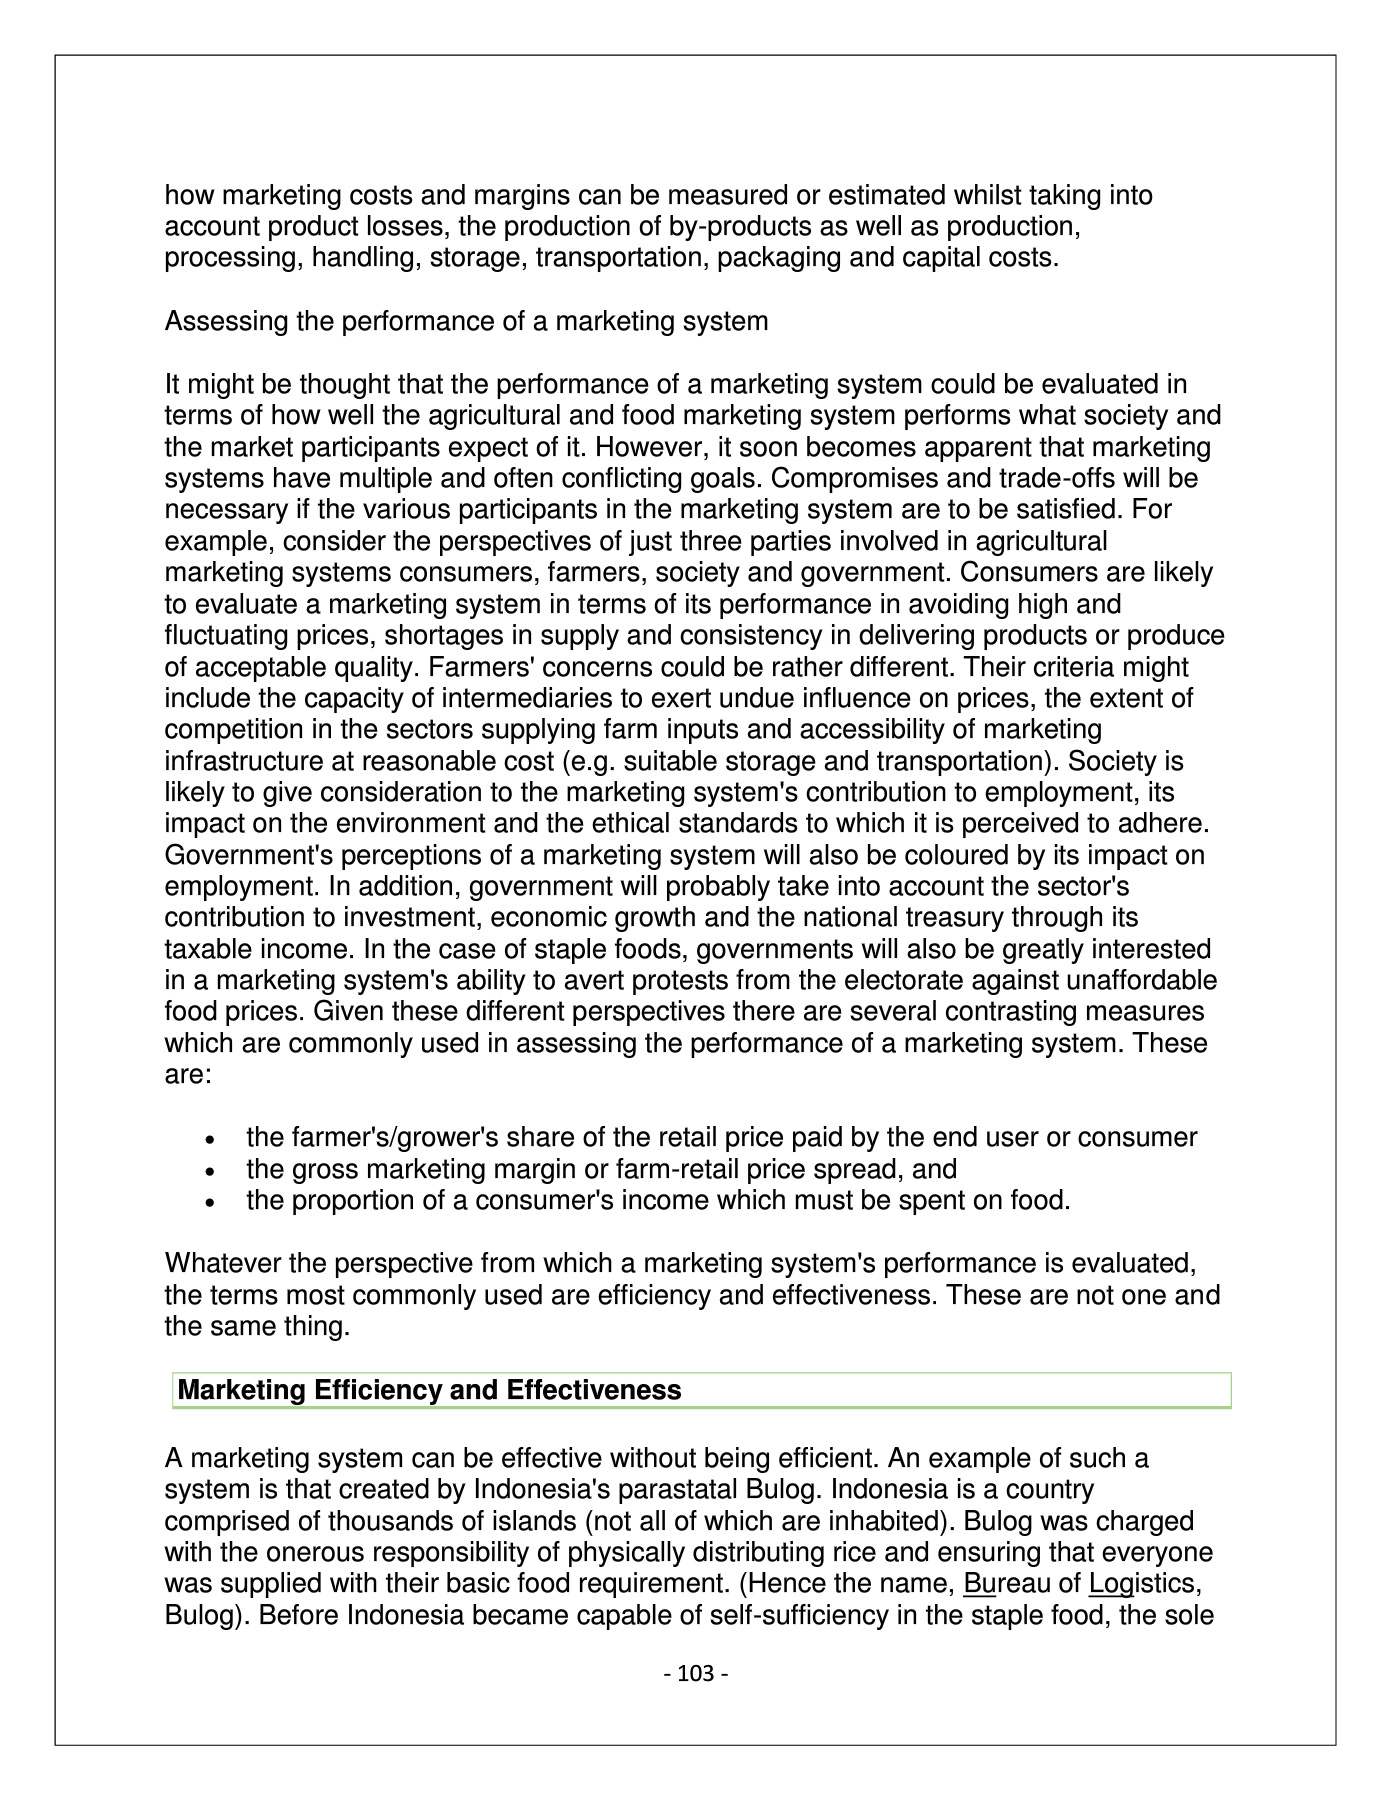 how marketing costs and margins can be measured or estimated whilst taking into
account product losses, the production of by-products as well as production,
processing, handling, storage, transportation, packaging and capital costs.
Assessing the performance of a marketing system
It might be thought that the performance of a marketing system could be evaluated in
terms of how well the agricultural and food marketing system performs what society and
the market participants expect of it. However, it soon becomes apparent that marketing
systems have multiple and often conflicting goals. Compromises and trade-offs will be
necessary if the various participants in the marketing system are to be satisfied. For
example, consider the perspectives of just three parties involved in agricultural
marketing systems consumers, farmers, society and government. Consumers are likely
to evaluate a marketing system in terms of its performance in avoiding high and
fluctuating prices, shortages in supply and consistency in delivering products or produce
of acceptable quality. Farmers' concerns could be rather different. Their criteria might
include the capacity of intermediaries to exert undue influence on prices, the extent of
competition in the sectors supplying farm inputs and accessibility of marketing
infrastructure at reasonable cost (e.g. suitable storage and transportation). Society is
likely to give consideration to the marketing system's contribution to employment, its
impact on the environment and the ethical standards to which it is perceived to adhere.
Government's perceptions of a marketing system will also be coloured by its impact on
employment. In addition, government will probably take into account the sector's
contribution to investment, economic growth and the national treasury through its
taxable income. In the case of staple foods, governments will also be greatly interested
in a marketing system's ability to avert protests from the electorate against unaffordable
food prices. Given these different perspectives there are several contrasting measures
which are commonly used in assessing the performance of a marketing system. These
are:
• the farmer's/grower's share of the retail price paid by the end user or consumer
• the gross marketing margin or farm-retail price spread, and
• the proportion of a consumer's income which must be spent on food.
Whatever the perspective from which a marketing system's performance is evaluated,
the terms most commonly used are efficiency and effectiveness. These are not one and
the same thing.
Marketing Efficiency and Effectiveness
A marketing system can be effective without being efficient. An example of such a
system is that created by Indonesia's parastatal Bulog. Indonesia is a country
comprised of thousands of islands (not all of which are inhabited). Bulog was charged
with the onerous responsibility of physically distributing rice and ensuring that everyone
was supplied with their basic food requirement. (Hence the name, Bureau of Logistics,
Bulog). Before Indonesia became capable of self-sufficiency in the staple food, the sole
- 103 -